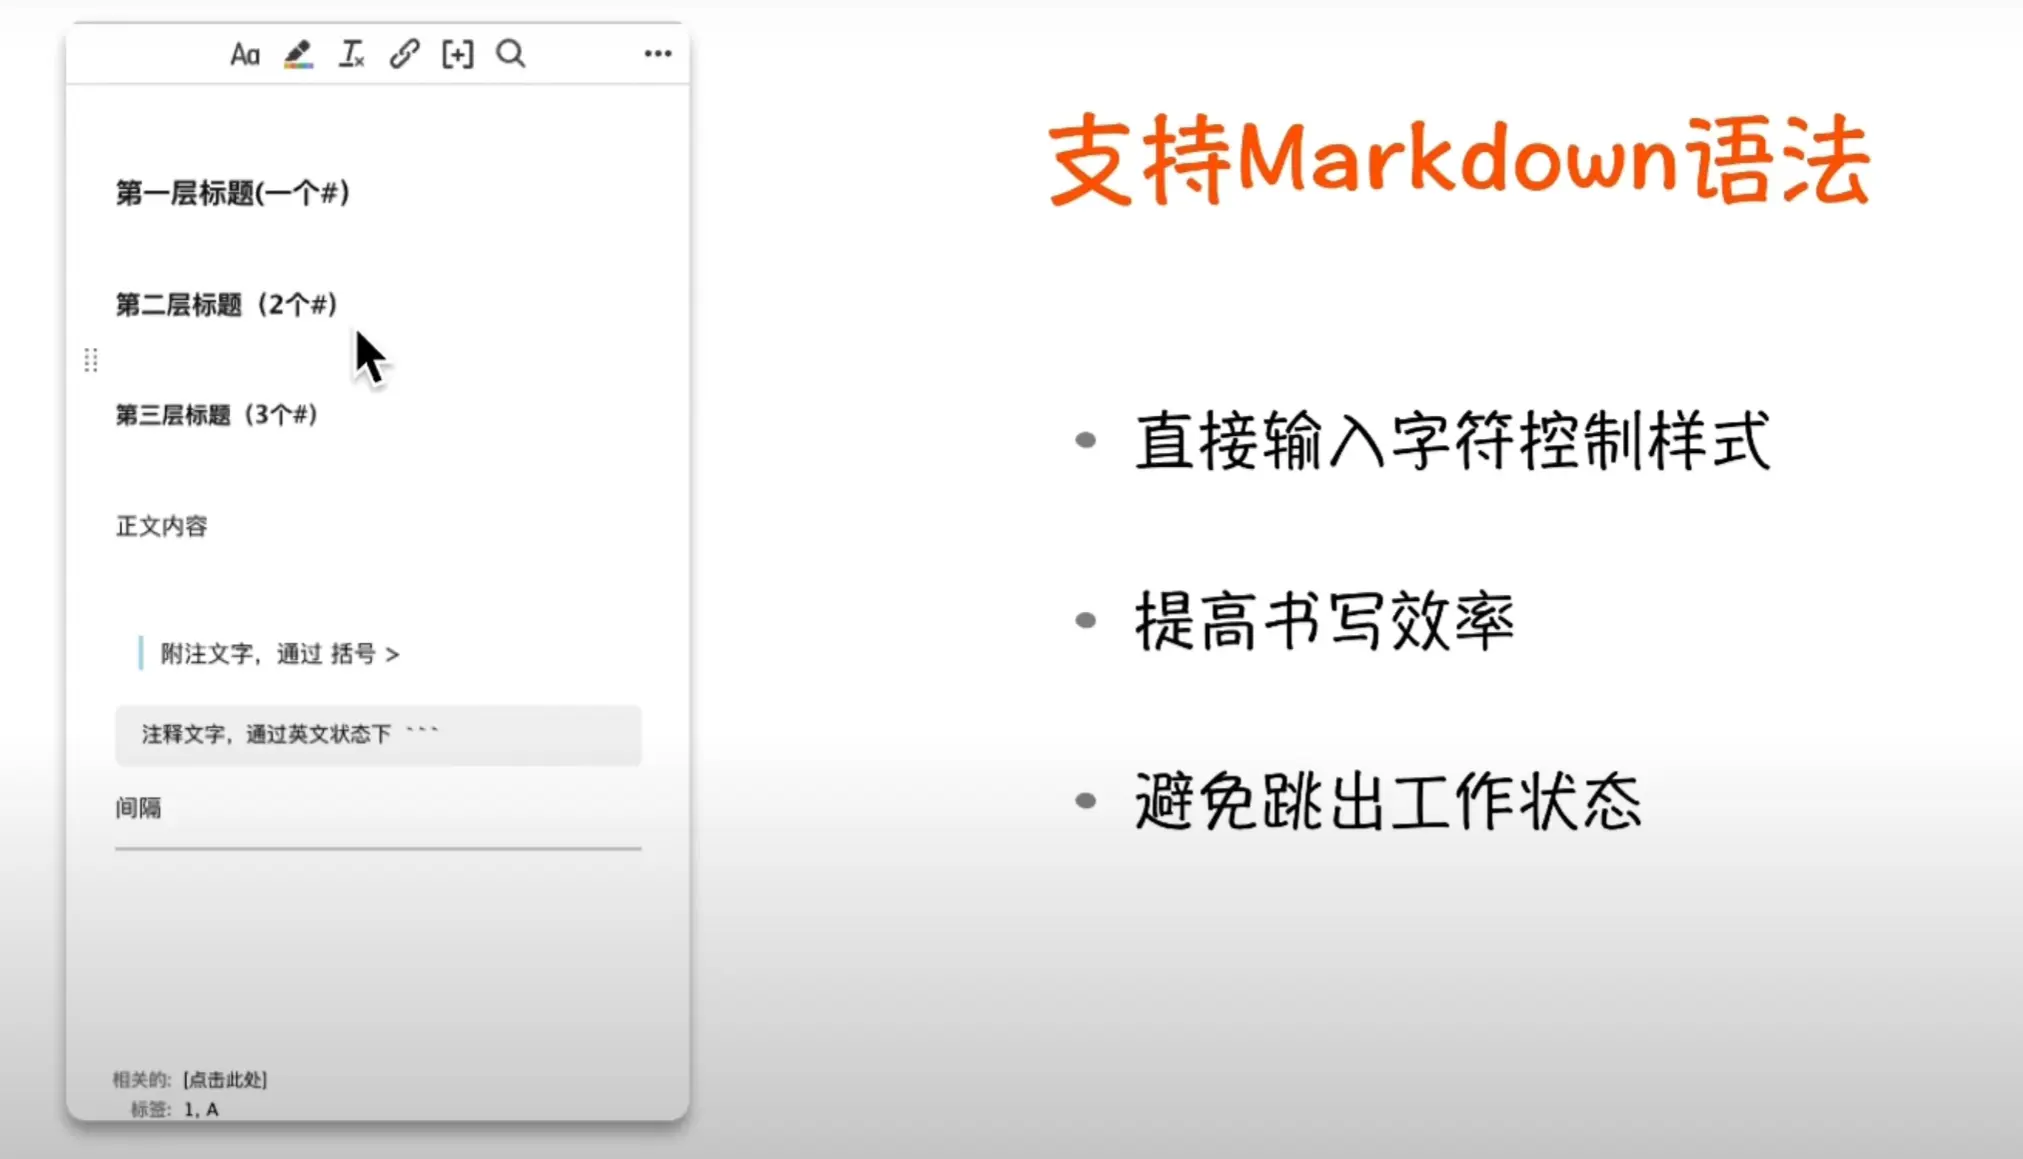 Aa
第一层标题(一个#)
第二层标题（2个#）
第三层标题（3个#）
正文内容
附注文字，通过 括号 >
注释文字，通过英文状态下 ```
间隔
相关的: [点击此处]
标签: 1, A
支持Markdown语法
• 直接输入字符控制样式
• 提高书写效率
• 避免跳出工作状态